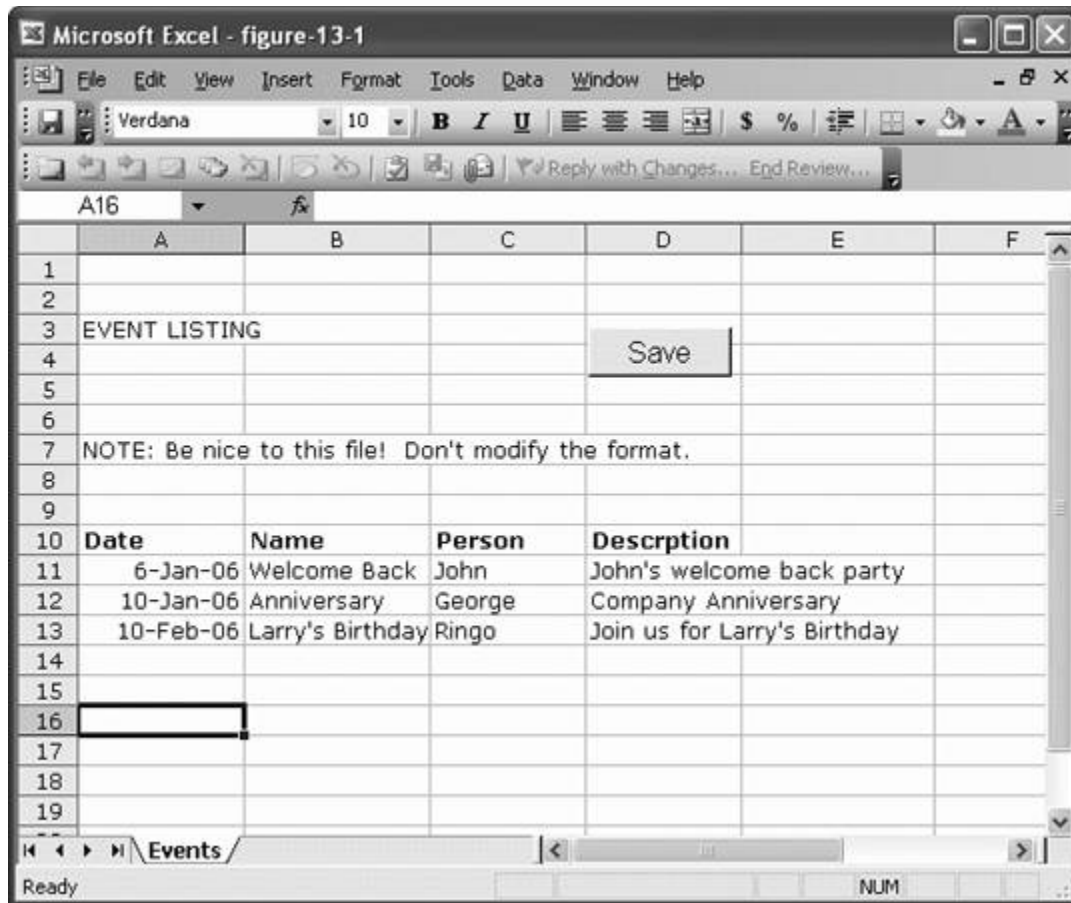 Microsoft Excel - figure-13-1
File Edit View Insert Format Tools Data Window Help
Verdana 10 B I U $ % A
Reply with Changes... End Review...
A16 fx
A B C D E F
1
2
3 EVENT LISTING
Save
4
5
6
7 NOTE: Be nice to this file! Don't modify the format.
8
9
10 Date Name Person Descrption
11 6-Jan-06 Welcome Back John John's welcome back party
12 10-Jan-06 Anniversary George Company Anniversary
13 10-Feb-06 Larry's Birthday Ringo Join us for Larry's Birthday
14
15
16
17
18
19
Events
Ready NUM